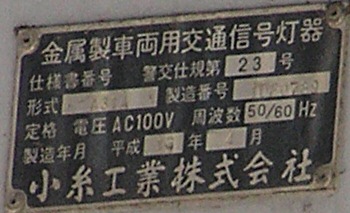 金属製車両用交通信号灯器
仕様書番号 警交仕規第 23 号
形式 製造番号
定格 電圧 AC100V 周波数 50/60 Hz
製造年月 平成 年 月
小糸工業株式会社